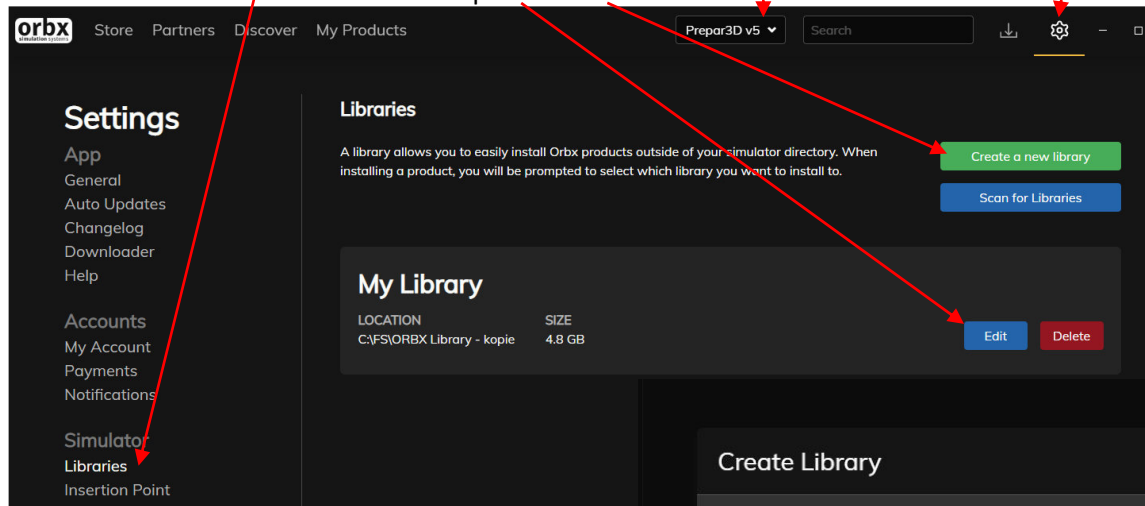 orbx
simulation systems
Store Partners Discover My Products
Prepar3D v5
Search
Settings
App
General
Auto Updates
Changelog
Downloader
Help
Accounts
My Account
Payments
Notifications
Simulator
Libraries
Insertion Point
Libraries
A library allows you to easily install Orbx products outside of your simulator directory. When
installing a product, you will be prompted to select which library you want to install to.
Create a new library
Scan for Libraries
My Library
LOCATION SIZE
C:\FS\ORBX Library - kopie 4.8 GB
Edit Delete
Create Library